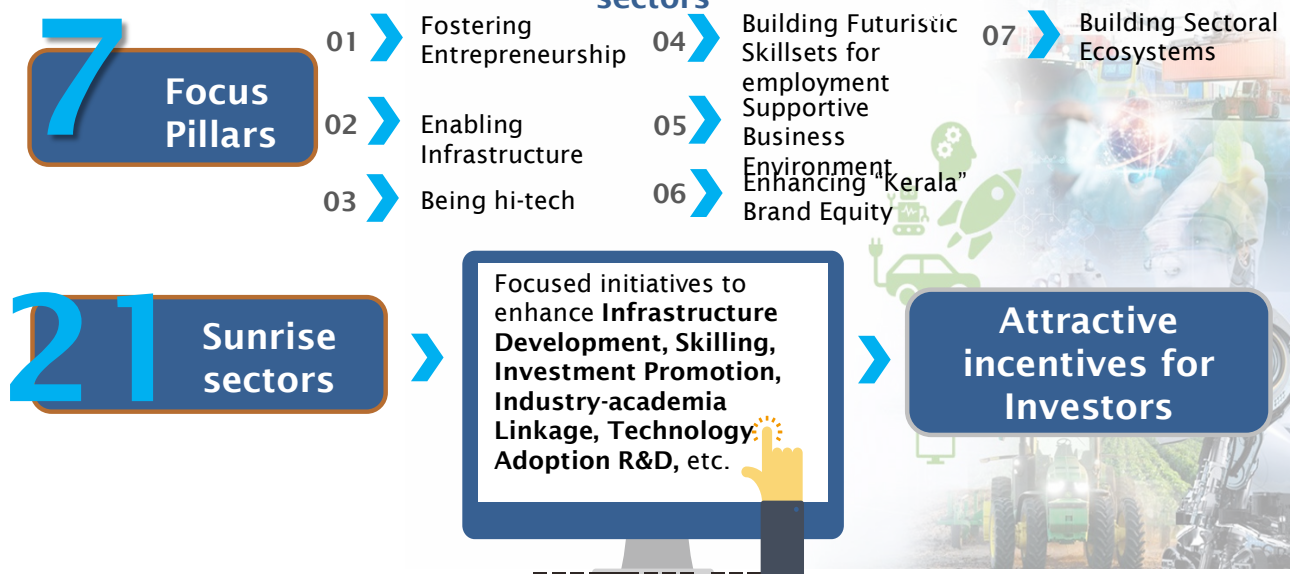 sectors
7
Focus
Pillars
01
Fostering
Entrepreneurship
02
Enabling
Infrastructure
03
Being hi-tech
04
Building Futuristic
Skillsets for
employment
05
Supportive
Business
Environment
06
Enhancing "Kerala"
Brand Equity
07
Building Sectoral
Ecosystems
21
Sunrise
sectors
Focused initiatives to
enhance Infrastructure
Development, Skilling,
Investment Promotion,
Industry-academia
Linkage, Technology
Adoption R&D, etc.
Attractive
incentives for
Investors